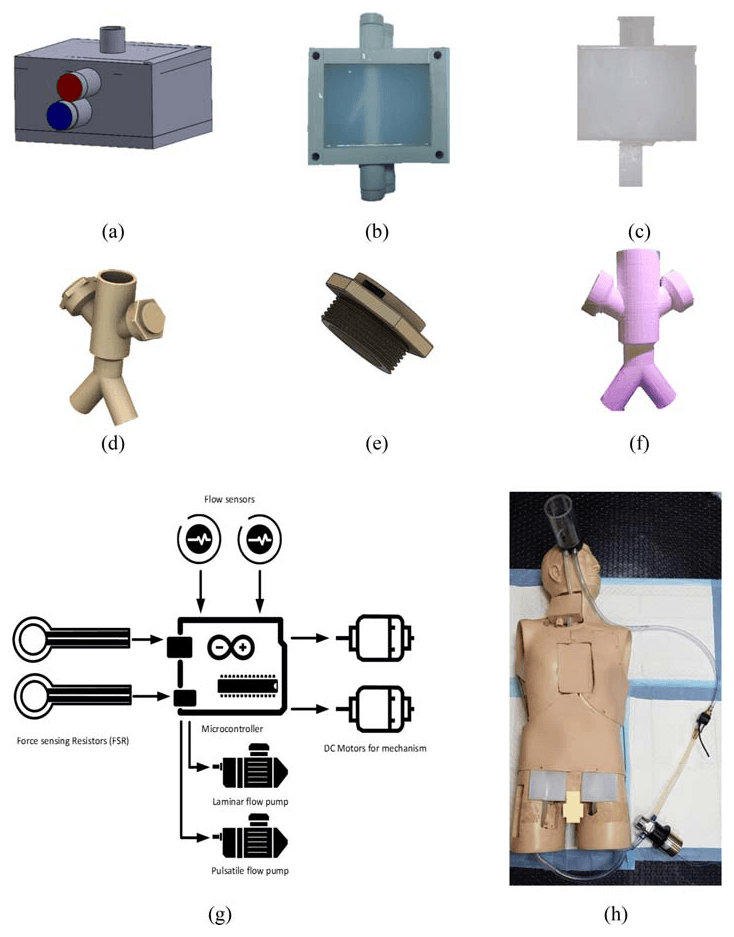 (a)
(b)
(c)
(d)
(e)
(f)
Flow sensors
Microcontroller
Force sensing Resistors (FSR)
DC Motors for mechanism
Laminar flow pump
Pulsatile flow pump
(g)
(h)